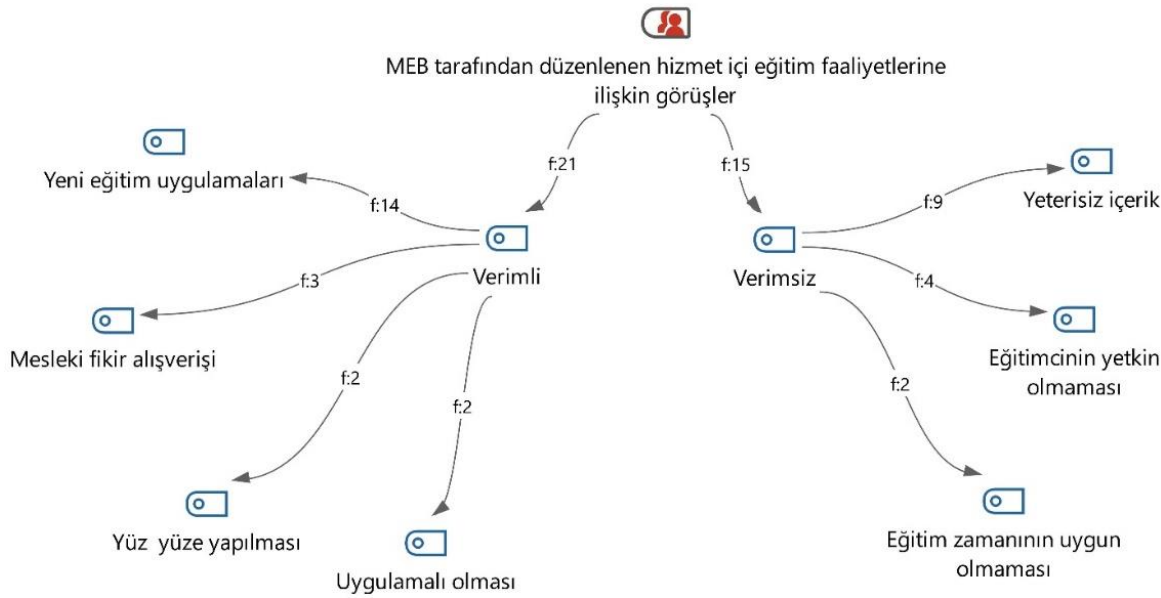 MEB tarafından düzenlenen hizmet içi eğitim faaliyetlerine
ilişkin görüşler
f:21
f:15
Yeni eğitim uygulamaları
f:14
f:9
Yeterisiz içerik
Verimli
Verimsiz
f:3
f:4
Mesleki fikir alışverişi
Eğitimcinin yetkin
olmaması
f:2
f:2
f:2
Yüz yüze yapılması
Uygulamalı olması
Eğitim zamanının uygun
olmaması